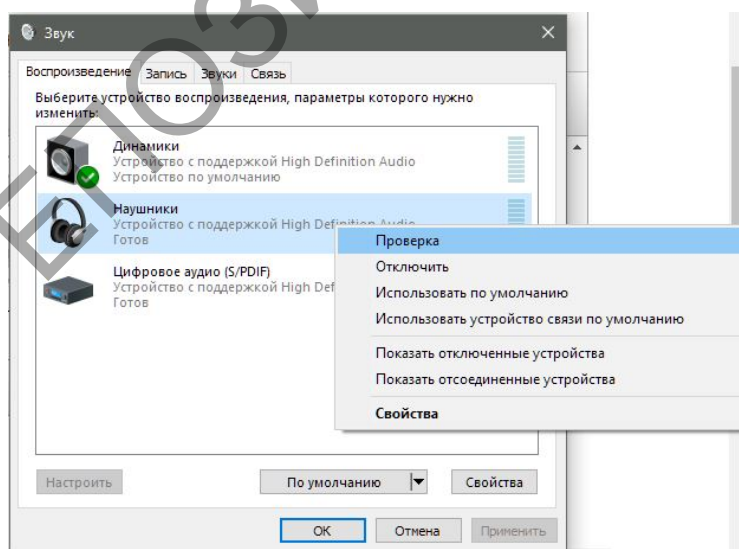 Звук
Воспроизведение Запись Звуки Связь
Выберите устройство воспроизведения, параметры которого нужно
изменить:
Динамики
Устройство с поддержкой High Definition Audio
Устройство по умолчанию
Наушники
Устройство с поддержкой High Definition Audio
Готов
Цифровое аудио (S/PDIF)
Устройство с поддержкой High Def
Готов
Проверка
Отключить
Использовать по умолчанию
Использовать устройство связи по умолчанию
Показать отключенные устройства
Показать отсоединенные устройства
Свойства
Настроить По умолчанию Свойства
ОК Отмена Применить
ЕПОЗИ